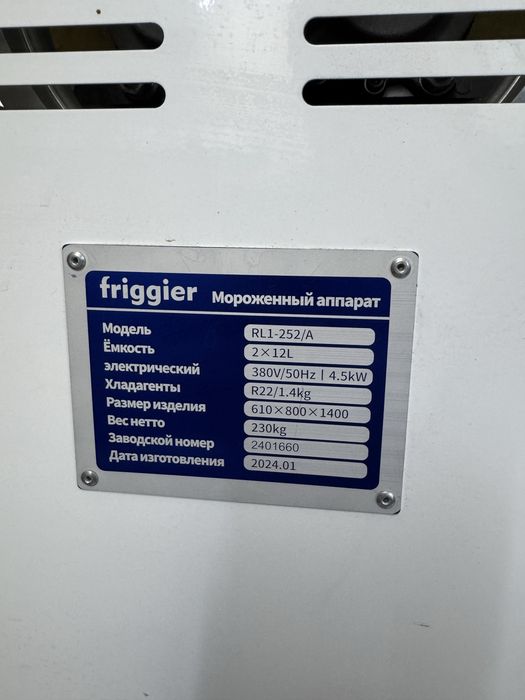 friggier Мороженный аппарат
Модель RL1-252/A
Ёмкость 2×12L
электрический 380V/50Hz | 4.5kW
Хладагенты R22/1.4kg
Размер изделия 610×800×1400
Вес нетто 230kg
Заводской номер 2401660
Дата изготовления 2024.01